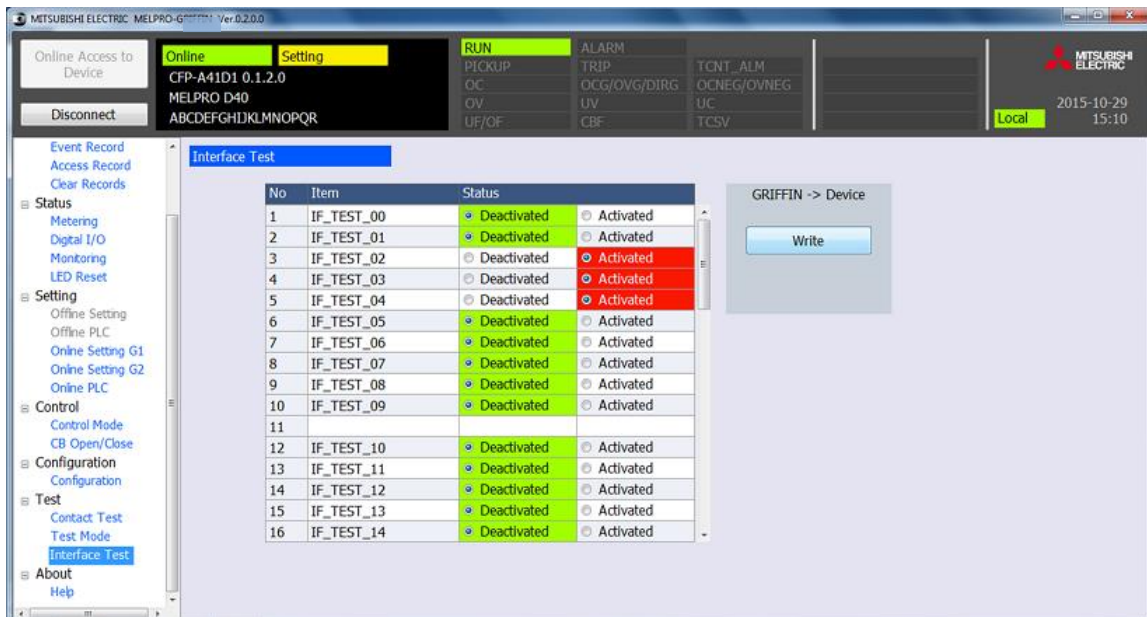 MITSUBISHI ELECTRIC MELPRO-GRIFFIN Ver.0.2.0.0
Online Access to
Device
Disconnect
Online Setting
CFP-A41D1 0.1.2.0
MELPRO D40
ABCDEFGHIJKLMNOPQR
RUN ALARM
PICKUP TRIP TCNT_ALM
OC OCG/OVG/DIRG OCNEG/OVNEG
OV UV UC
UF/OF CBF TCSV
MITSUBISHI
ELECTRIC
2015-10-29
Local 15:10
Event Record
Access Record
Clear Records
Status
Metering
Digital I/O
Monitoring
LED Reset
Setting
Offline Setting
Offline PLC
Online Setting G1
Online Setting G2
Online PLC
Control
Control Mode
CB Open/Close
Configuration
Configuration
Test
Contact Test
Test Mode
Interface Test
About
Help
Interface Test
No Item Status
1 IF_TEST_00 Deactivated Activated
2 IF_TEST_01 Deactivated Activated
3 IF_TEST_02 Deactivated Activated
4 IF_TEST_03 Deactivated Activated
5 IF_TEST_04 Deactivated Activated
6 IF_TEST_05 Deactivated Activated
7 IF_TEST_06 Deactivated Activated
8 IF_TEST_07 Deactivated Activated
9 IF_TEST_08 Deactivated Activated
10 IF_TEST_09 Deactivated Activated
11
12 IF_TEST_10 Deactivated Activated
13 IF_TEST_11 Deactivated Activated
14 IF_TEST_12 Deactivated Activated
15 IF_TEST_13 Deactivated Activated
16 IF_TEST_14 Deactivated Activated
GRIFFIN -> Device
Write